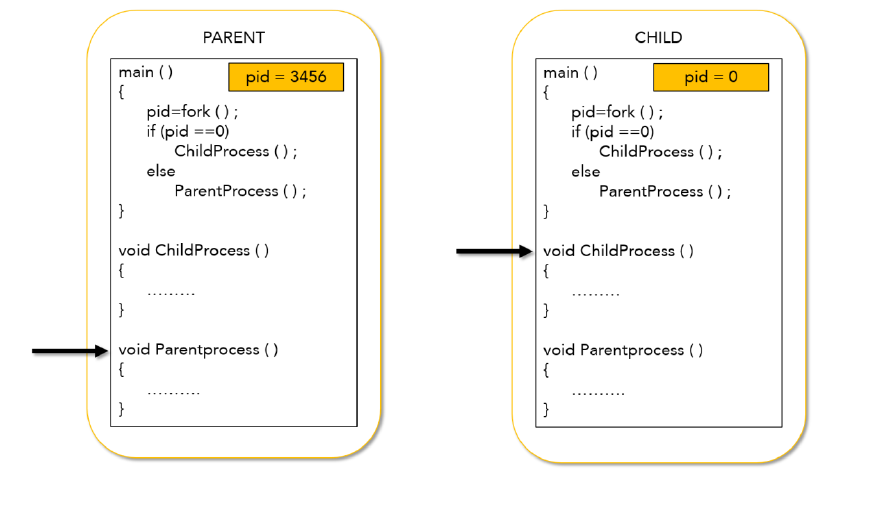 PARENT
main ( )
pid = 3456
{
pid=fork ( ) ;
if (pid ==0)
ChildProcess ( ) ;
else
ParentProcess ( ) ;
}
void ChildProcess ( )
{
.........
}
void Parentprocess ( )
{
..........
}
CHILD
main ( )
pid = 0
{
pid=fork ( ) ;
if (pid ==0)
ChildProcess ( ) ;
else
ParentProcess ( ) ;
}
void ChildProcess ( )
{
.........
}
void Parentprocess ( )
{
..........
}